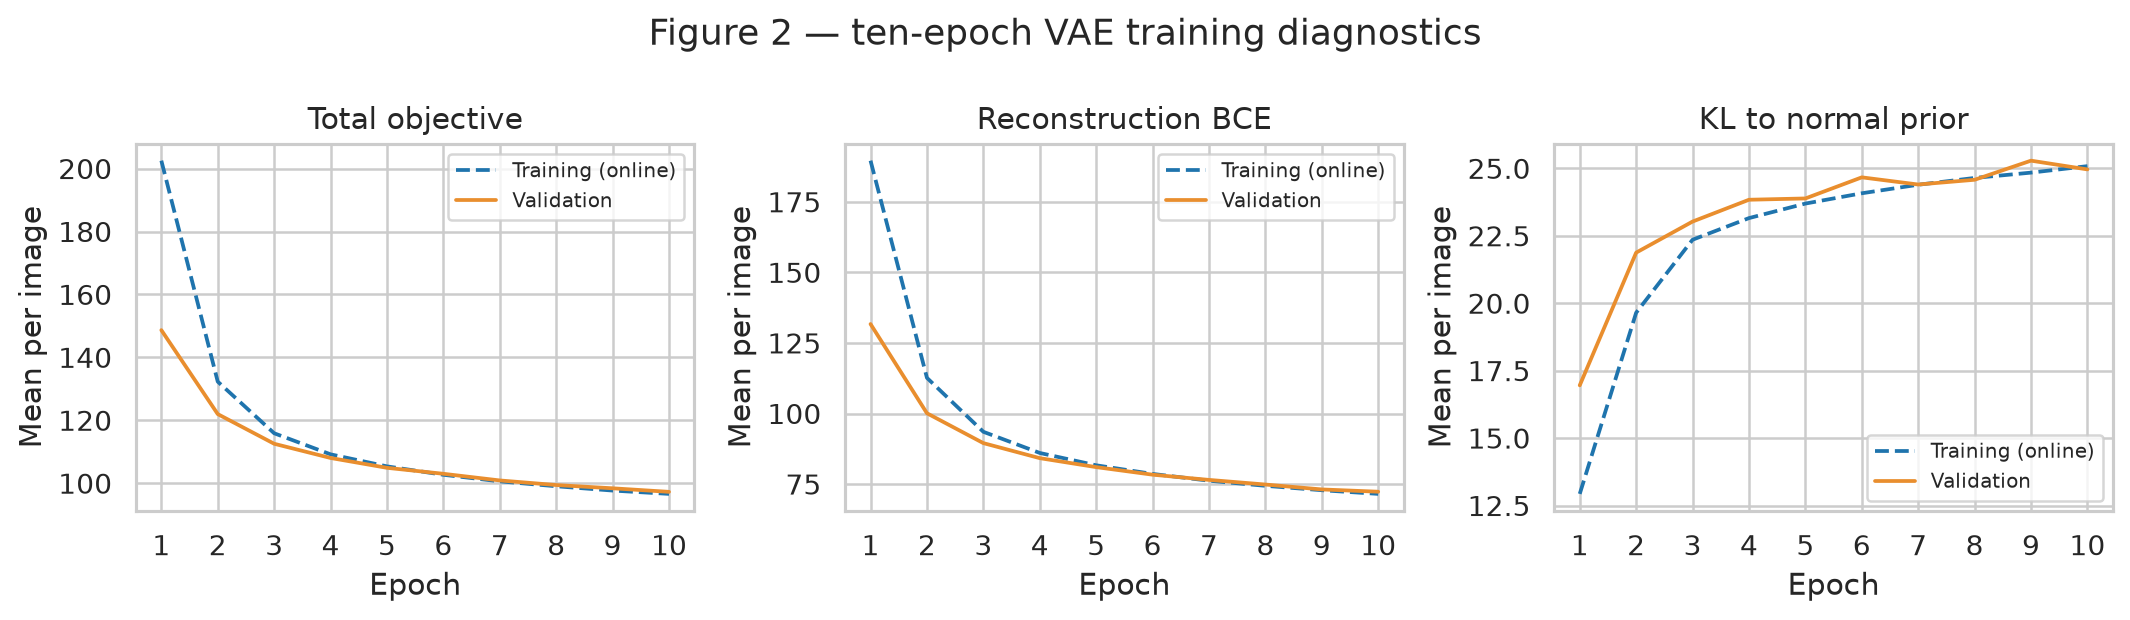 Figure 2 — ten-epoch VAE training diagnostics
Total objective
Mean per image
200
180
160
140
120
100
Training (online)
Validation
1 2 3 4 5 6 7 8 9 10
Epoch
Reconstruction BCE
Mean per image
175
150
125
100
75
Training (online)
Validation
1 2 3 4 5 6 7 8 9 10
Epoch
KL to normal prior
Mean per image
25.0
22.5
20.0
17.5
15.0
12.5
Training (online)
Validation
1 2 3 4 5 6 7 8 9 10
Epoch